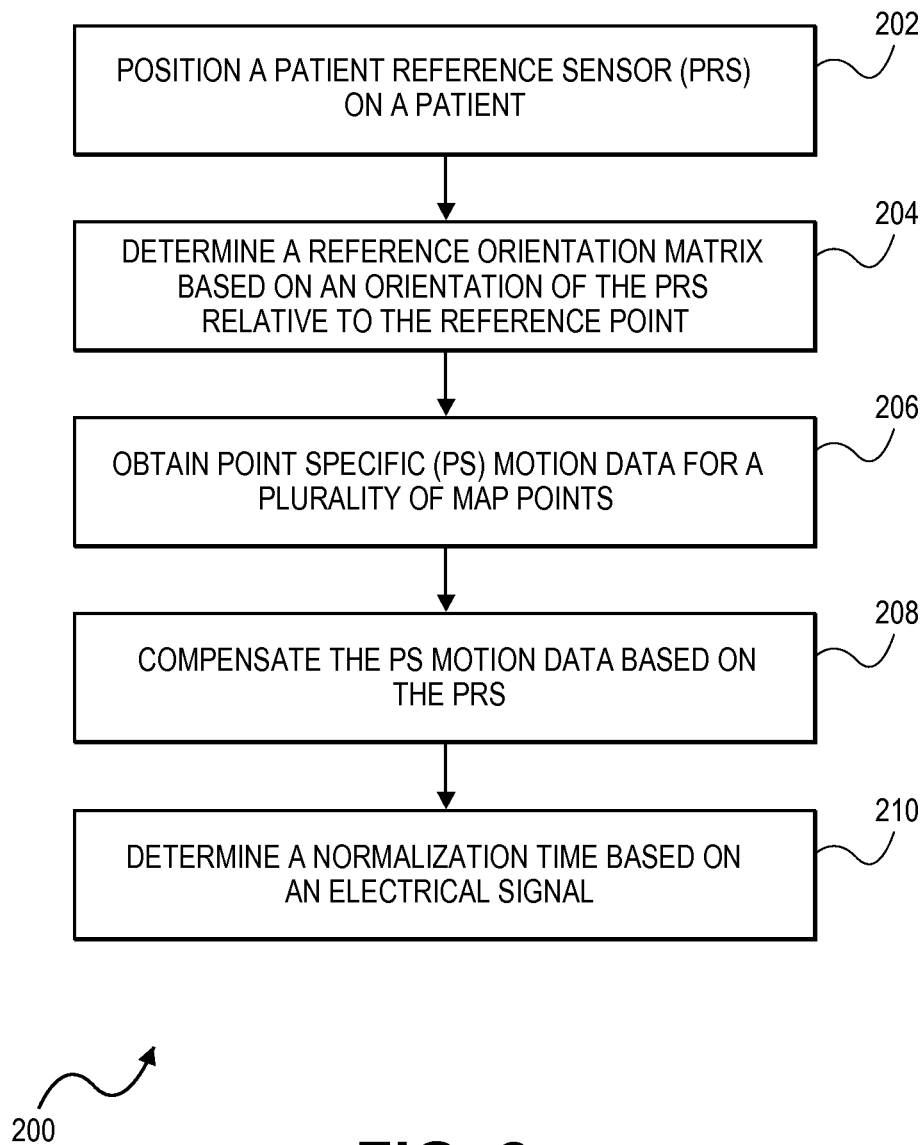 202
POSITION A PATIENT REFERENCE SENSOR (PRS)
ON A PATIENT
204
DETERMINE A REFERENCE ORIENTATION MATRIX
BASED ON AN ORIENTATION OF THE PRS
RELATIVE TO THE REFERENCE POINT
206
OBTAIN POINT SPECIFIC (PS) MOTION DATA FOR A
PLURALITY OF MAP POINTS
208
COMPENSATE THE PS MOTION DATA BASED ON
THE PRS
210
DETERMINE A NORMALIZATION TIME BASED ON
AN ELECTRICAL SIGNAL
200